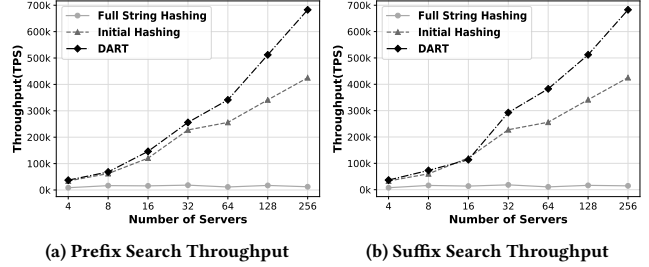 700k
600k
500k
400k
300k
200k
100k
0k
Throughput(TPS)
Full String Hashing
Initial Hashing
DART
4 8 16 32 64 128 256
Number of Servers
(a) Prefix Search Throughput
700k
600k
500k
400k
300k
200k
100k
0k
Throughput(TPS)
Full String Hashing
Initial Hashing
DART
4 8 16 32 64 128 256
Number of Servers
(b) Suffix Search Throughput